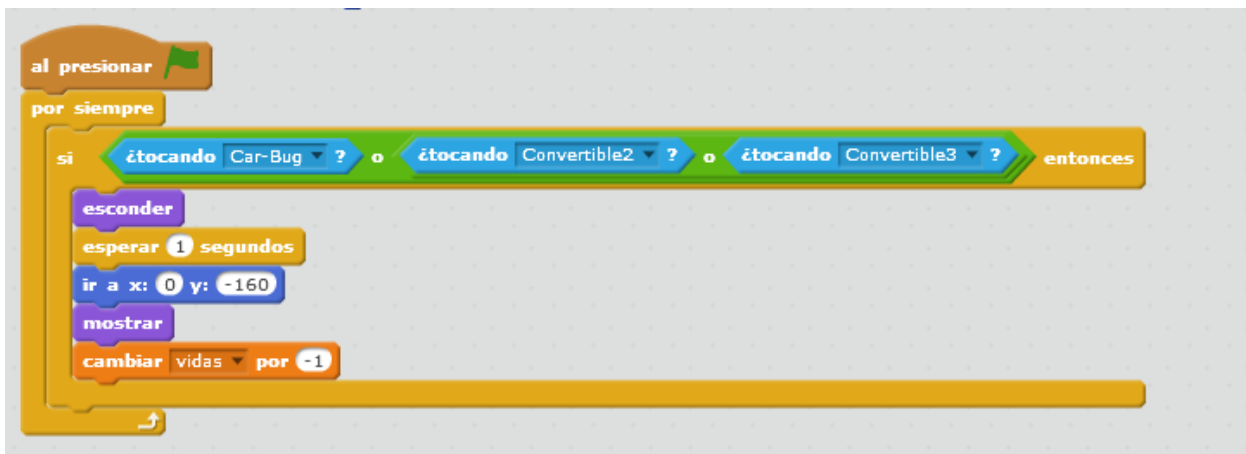 al presionar
por siempre
si ¿tocando Car-Bug ? o ¿tocando Convertible2 ? o ¿tocando Convertible3 ? entonces
esconder
esperar 1 segundos
ir a x: 0 y: -160
mostrar
cambiar vidas por -1